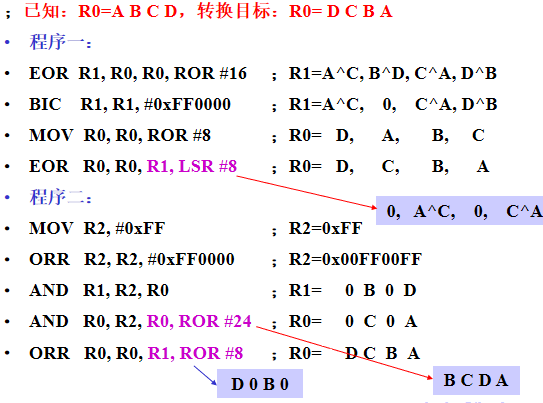 ；已知：R0=A B C D，转换目标：R0= D C B A
• 程序一：
• EOR R1, R0, R0, ROR #16 ；R1=A^C, B^D, C^A, D^B
• BIC R1, R1, #0xFF0000 ；R1=A^C, 0, C^A, D^B
• MOV R0, R0, ROR #8 ；R0= D, A, B, C
• EOR R0, R0, R1, LSR #8 ；R0= D, C, B, A
• 程序二：
0, A^C, 0, C^A
• MOV R2, #0xFF ；R2=0xFF
• ORR R2, R2, #0xFF0000 ；R2=0x00FF00FF
• AND R1, R2, R0 ；R1= 0 B 0 D
• AND R0, R2, R0, ROR #24 ；R0= 0 C 0 A
• ORR R0, R0, R1, ROR #8 ；R0= D C B A
D 0 B 0
B C D A